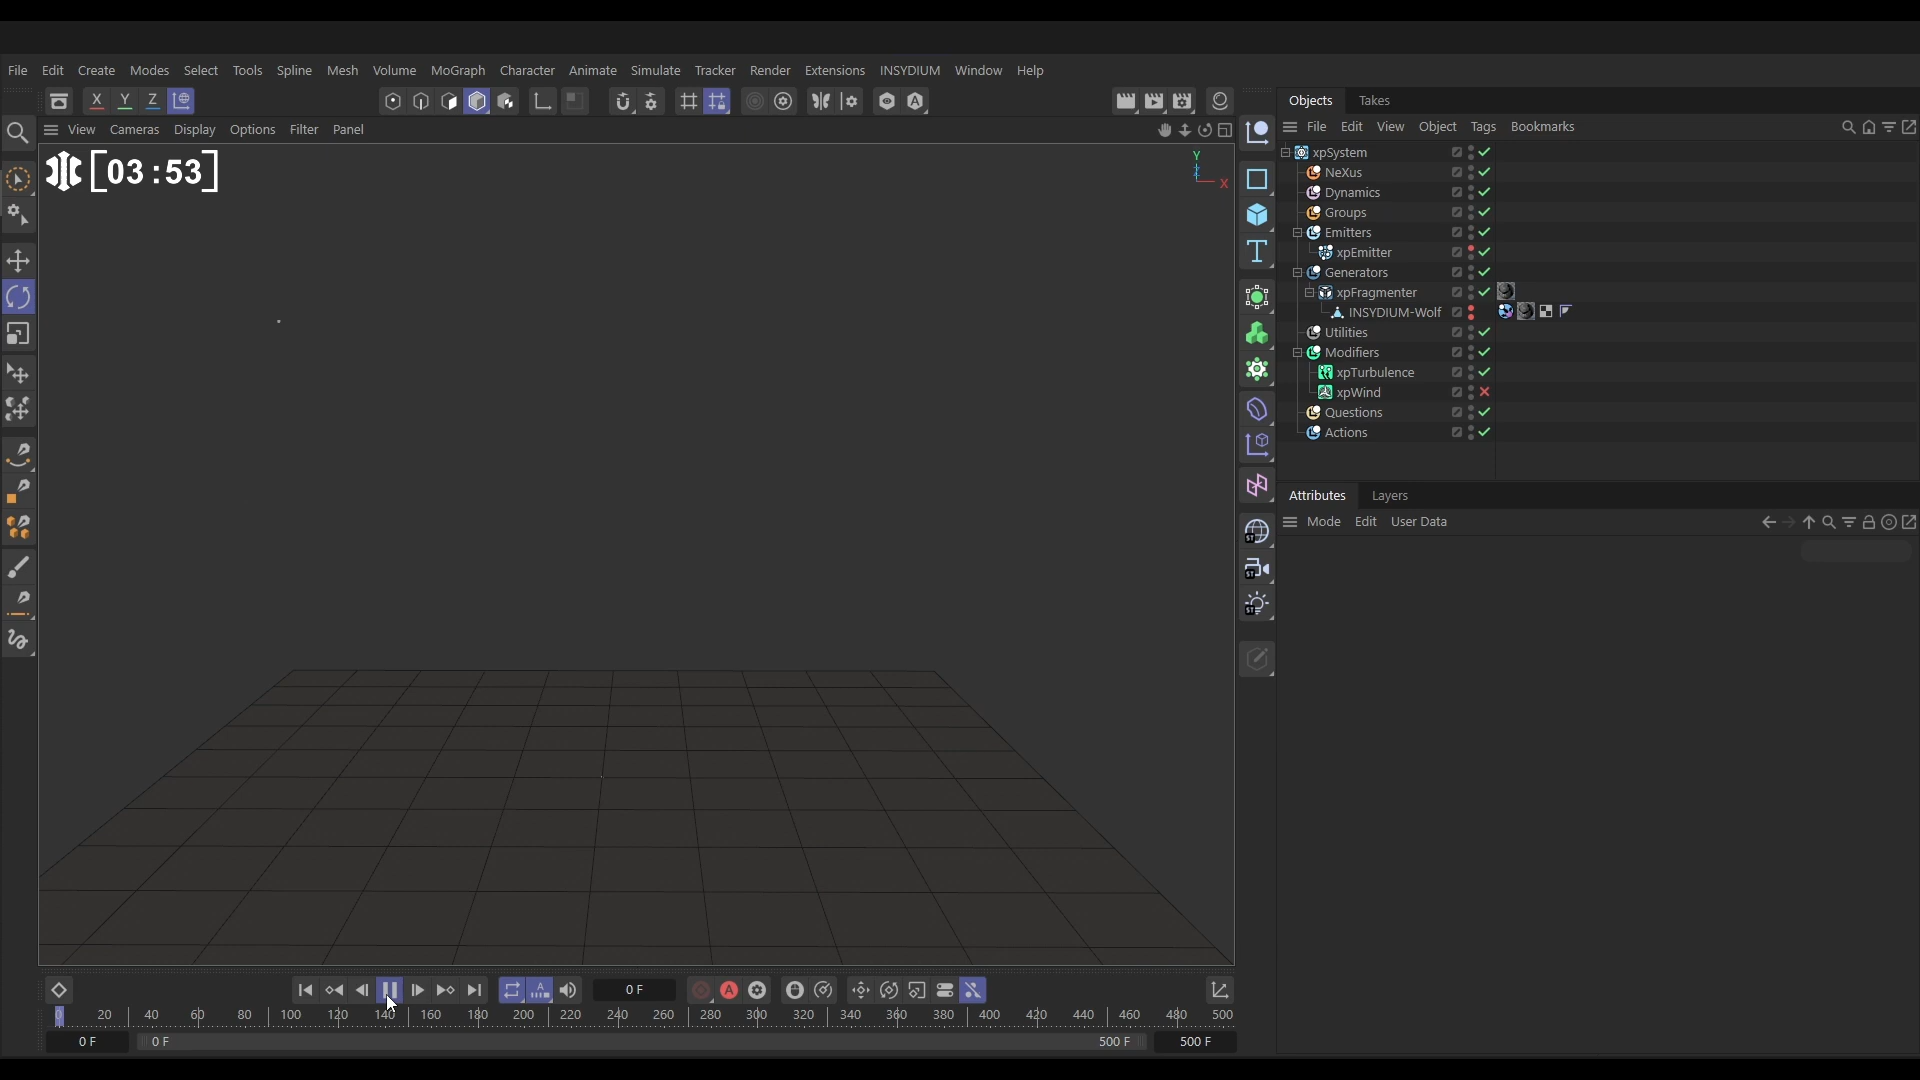 File Edit Create Modes Select Tools Spline Mesh Volume MoGraph Character Animate Simulate Tracker Render Extensions INSYDIUM Window Help
X Y Z
Objects Takes
View Cameras Display Options Filter Panel
File Edit View Object Tags Bookmarks
[03:53]
Y
Z
X
xpSystem
NeXus
Dynamics
Groups
Emitters
xpEmitter
Generators
xpFragmenter
INSYDIUM-Wolf
Utilities
Modifiers
xpTurbulence
xpWind
Questions
Actions
Attributes Layers
Mode Edit User Data
0 F
0 20 40 60 80 100 120 140 160 180 200 220 240 260 280 300 320 340 360 380 400 420 440 460 480 500
0 F 0 F 500 F 500 F